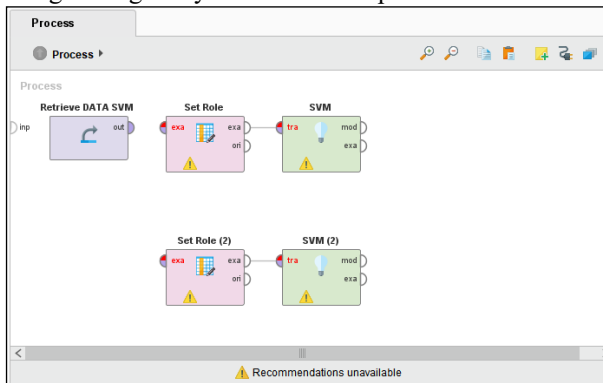 Process
Process
Process
Retrieve DATA SVM
Set Role
SVM
inp
out
exa
exa
ori
tra
mod
exa
Set Role (2)
SVM (2)
exa
exa
ori
tra
mod
exa
Recommendations unavailable